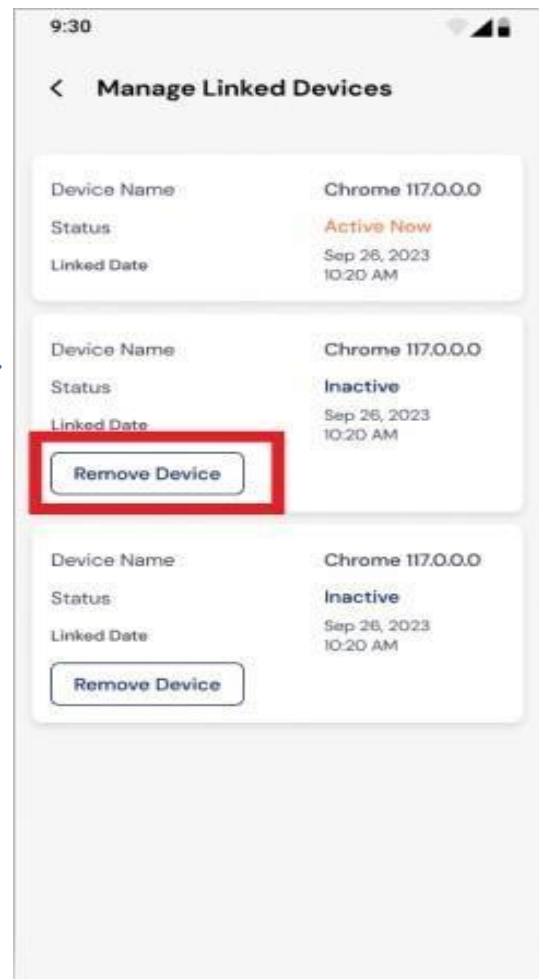 9:30
< Manage Linked Devices
Device Name Chrome 117.0.0.0
Status Active Now
Linked Date Sep 26, 2023
10:20 AM
Device Name Chrome 117.0.0.0
Status Inactive
Linked Date Sep 26, 2023
10:20 AM
Remove Device
Device Name Chrome 117.0.0.0
Status Inactive
Linked Date Sep 26, 2023
10:20 AM
Remove Device